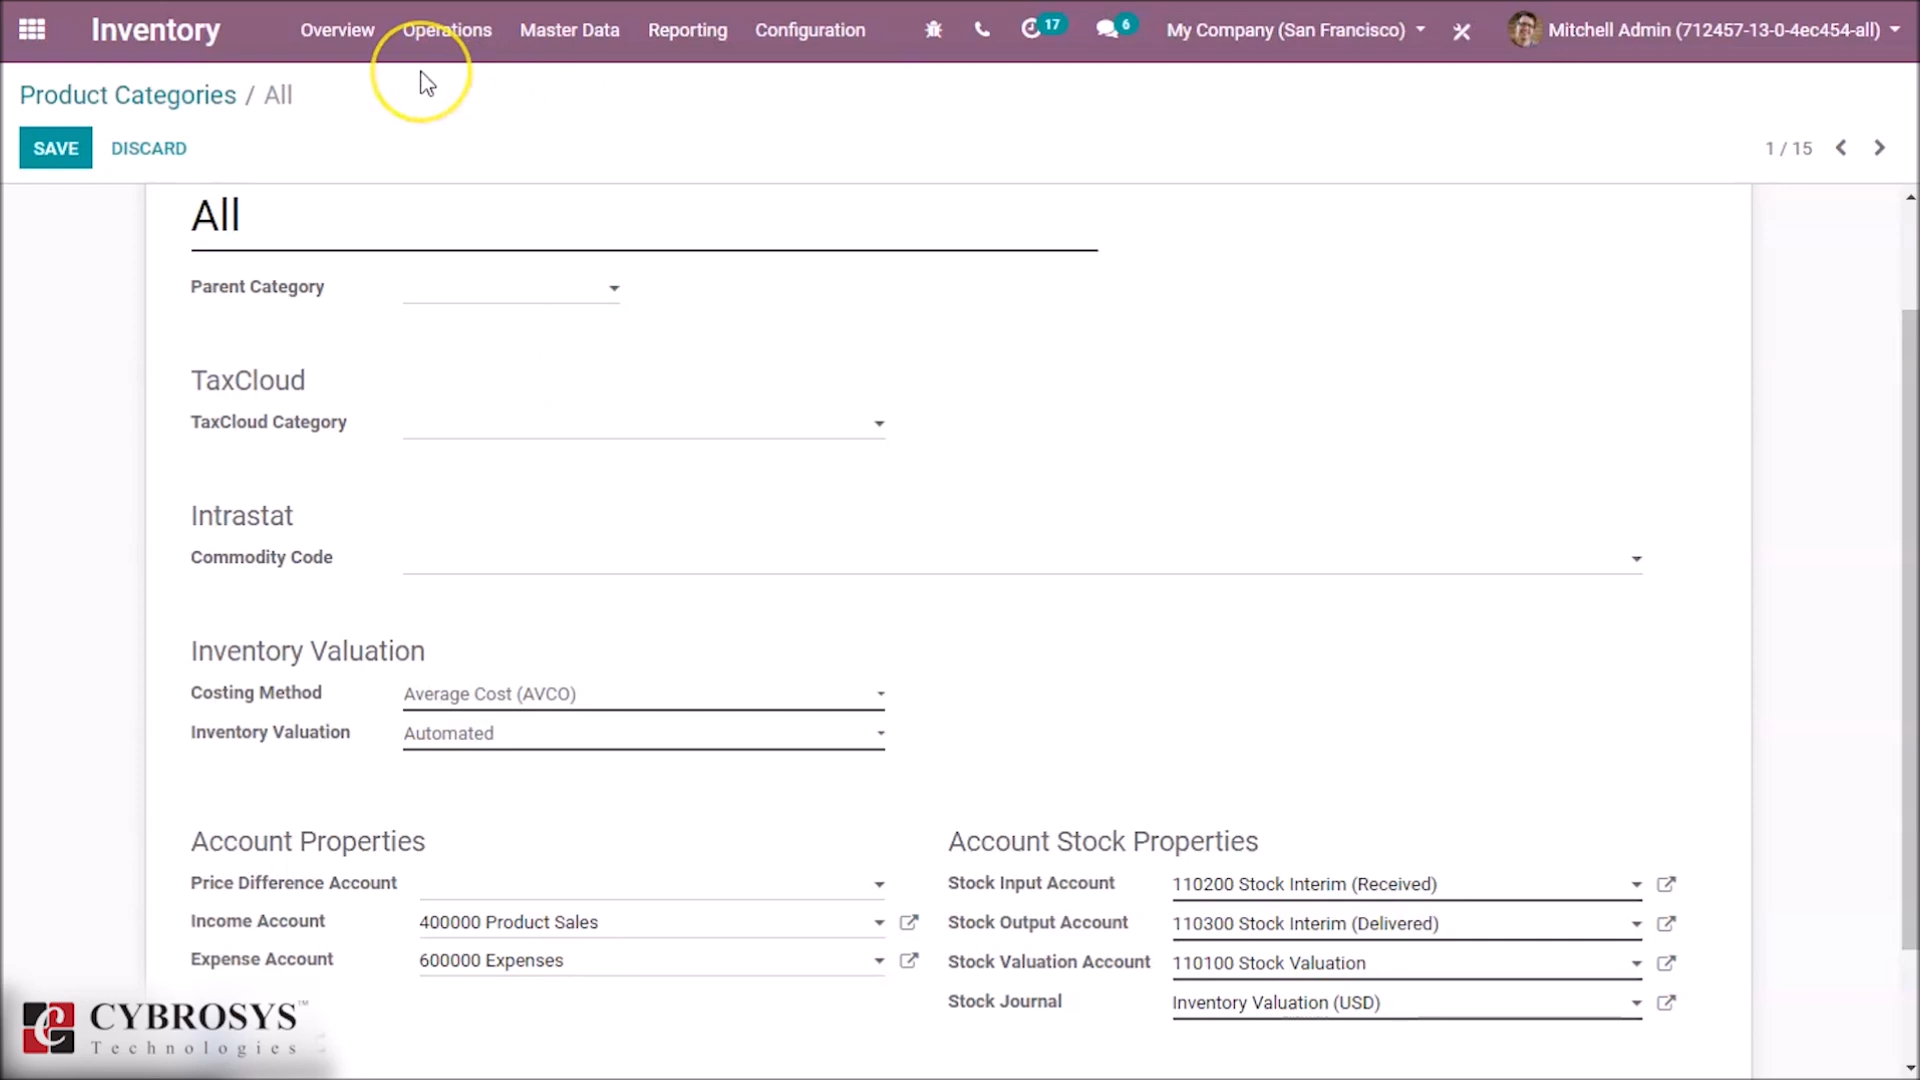 Inventory Overview Operations Master Data Reporting Configuration 17 6 My Company (San Francisco) Mitchell Admin (712457-13-0-4ec454-all)
Product Categories / All
SAVE DISCARD 1 / 15
All
Parent Category
TaxCloud
TaxCloud Category
Intrastat
Commodity Code
Inventory Valuation
Costing Method Average Cost (AVCO)
Inventory Valuation Automated
Account Properties Account Stock Properties
Price Difference Account Stock Input Account 110200 Stock Interim (Received)
Income Account 400000 Product Sales Stock Output Account 110300 Stock Interim (Delivered)
Expense Account 600000 Expenses Stock Valuation Account 110100 Stock Valuation
Stock Journal Inventory Valuation (USD)
CYBROSYS™
Technologies